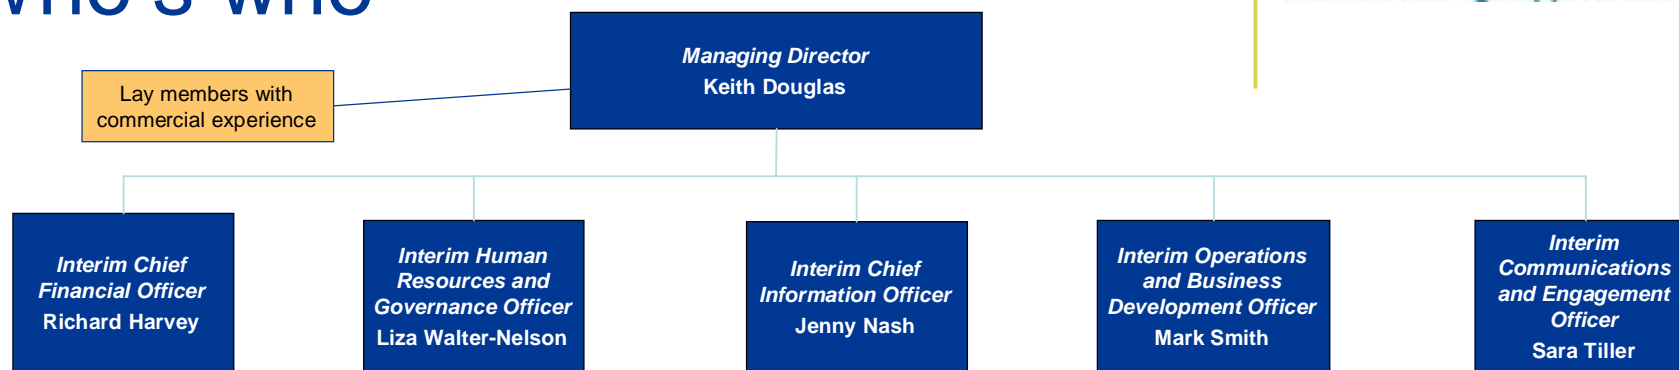 who's who
Managing Director
Keith Douglas
Lay members with
commercial experience
Interim Chief
Financial Officer
Richard Harvey
Interim Human
Resources and
Governance Officer
Liza Walter-Nelson
Interim Chief
Information Officer
Jenny Nash
Interim Operations
and Business
Development Officer
Mark Smith
Interim
Communications
and Engagement
Officer
Sara Tiller